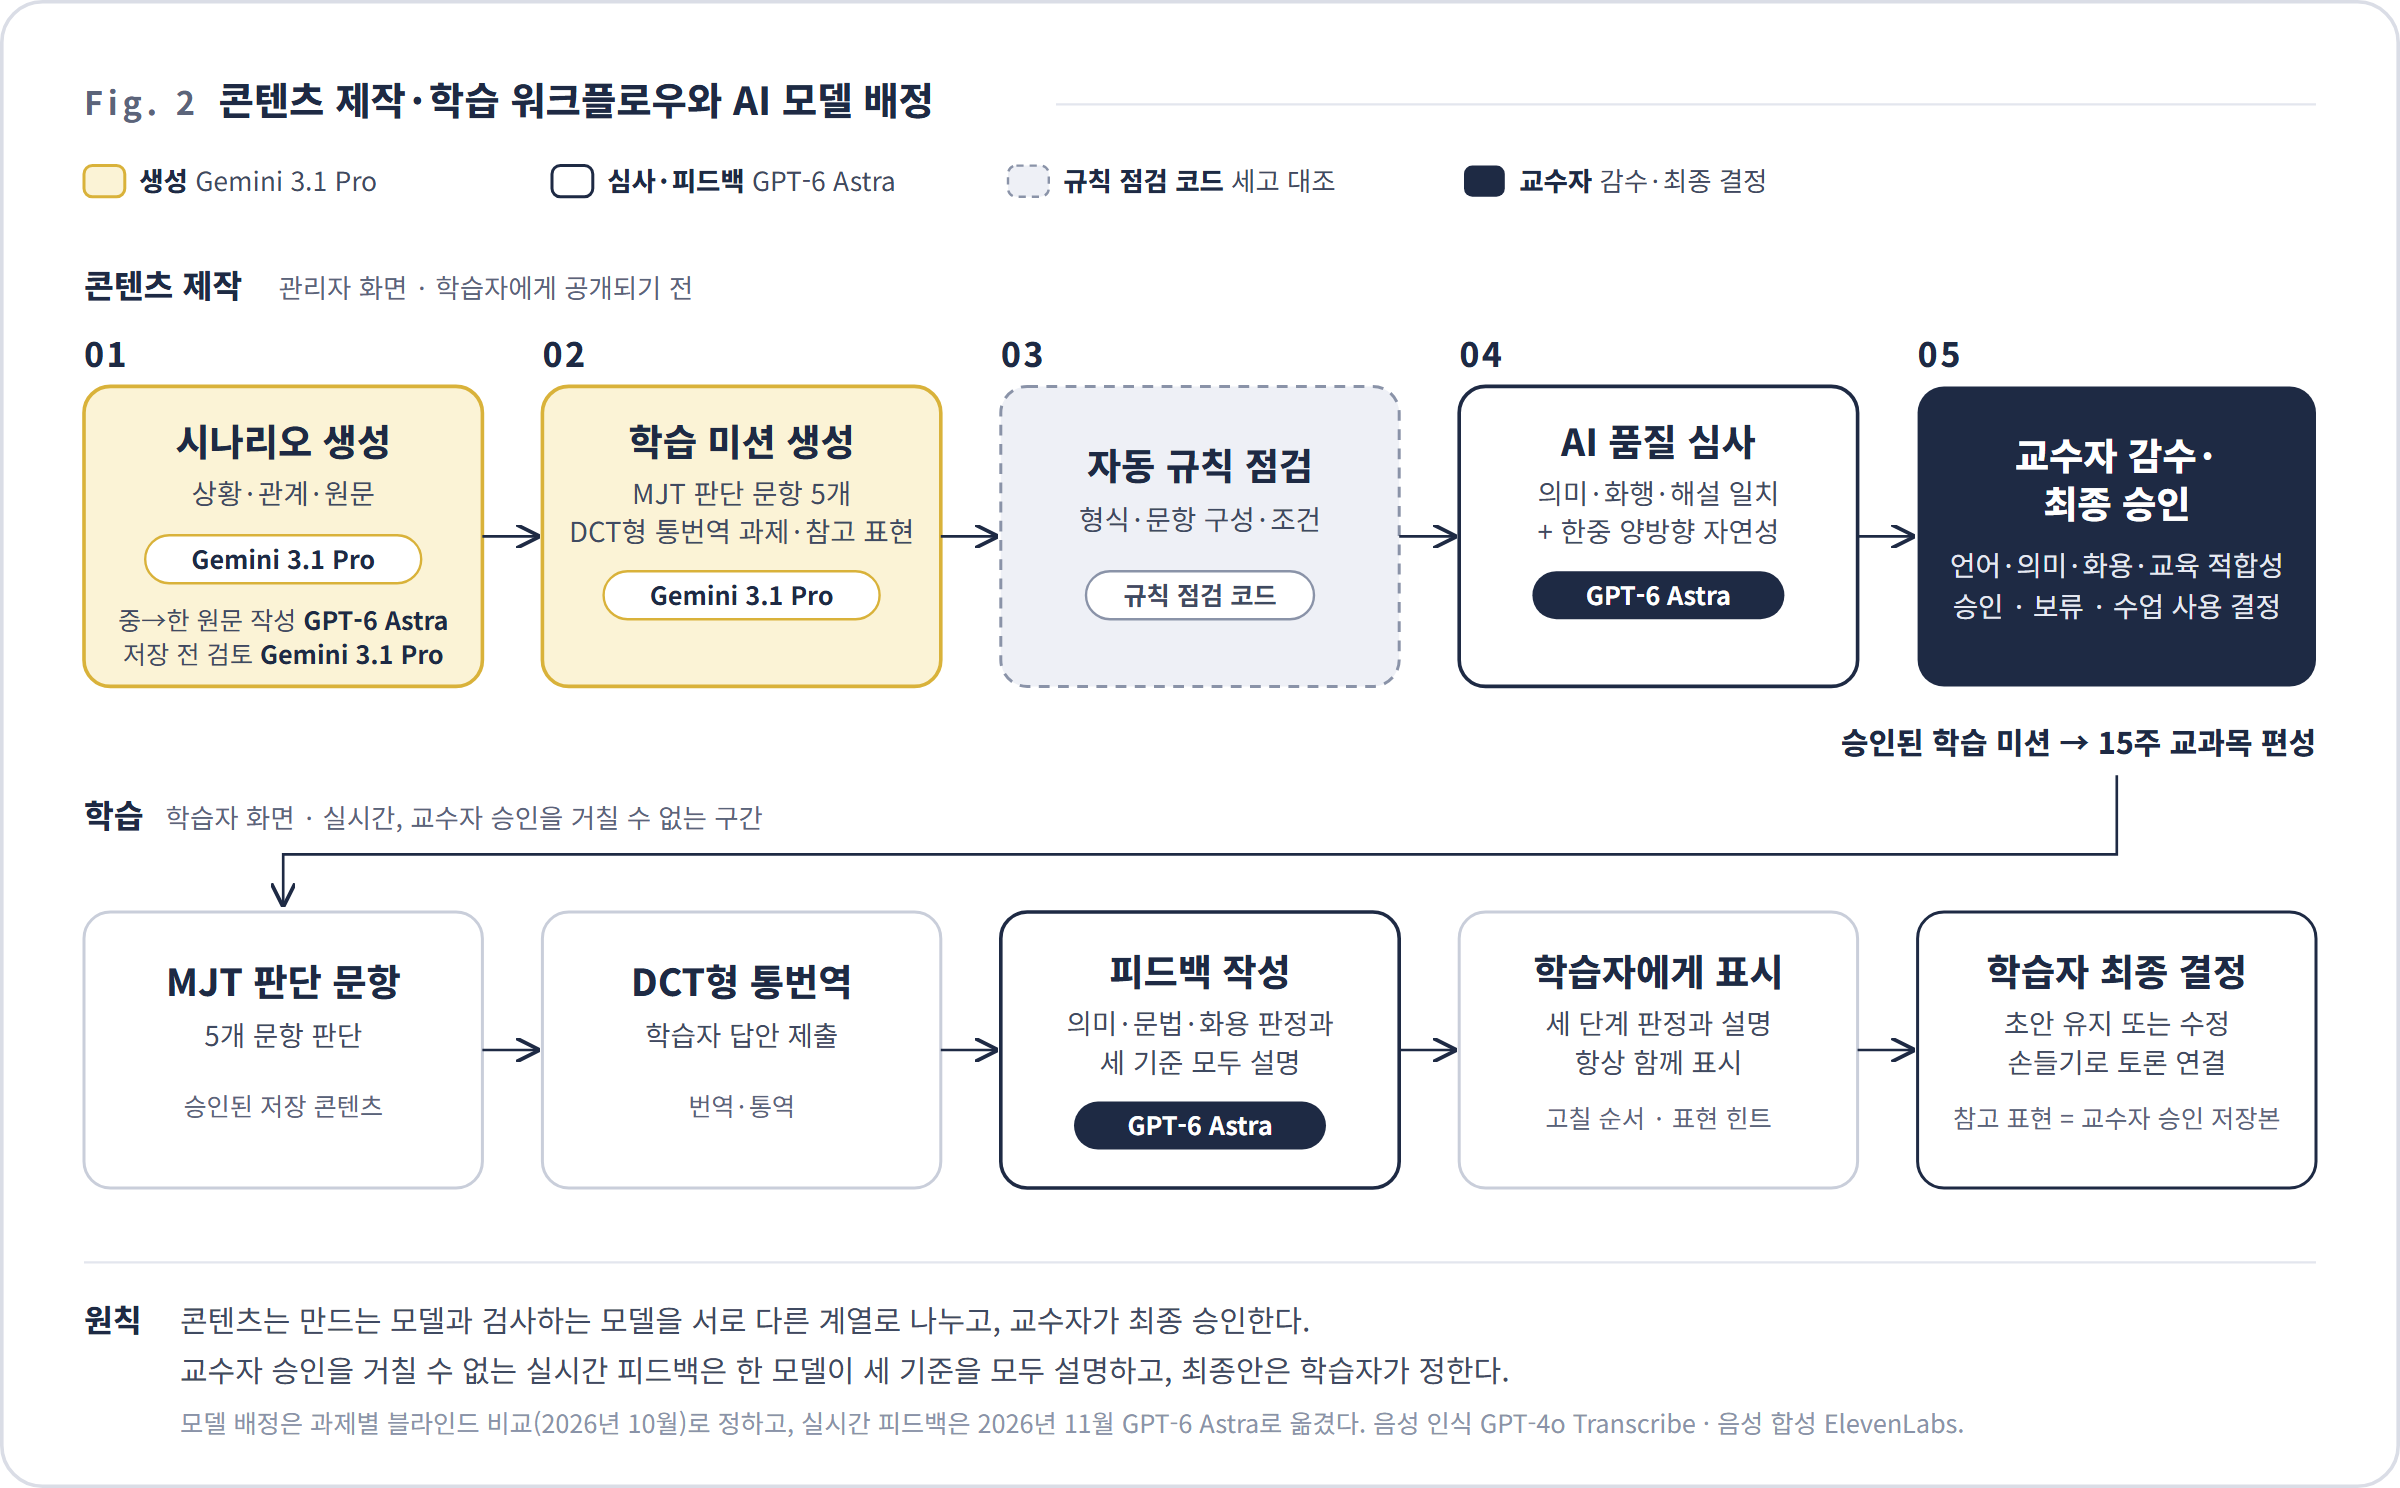 Fig. 2 콘텐츠 제작·학습 워크플로우와 AI 모델 배정
생성 Gemini 3.1 Pro
심사·피드백 GPT-6 Astra
규칙 점검 코드 세고 대조
교수자 감수·최종 결정
콘텐츠 제작 관리자 화면 · 학습자에게 공개되기 전
01
시나리오 생성
상황·관계·원문
Gemini 3.1 Pro
중→한 원문 작성 GPT-6 Astra
저장 전 검토 Gemini 3.1 Pro
02
학습 미션 생성
MJT 판단 문항 5개
DCT형 통번역 과제·참고 표현
Gemini 3.1 Pro
03
자동 규칙 점검
형식·문항 구성·조건
규칙 점검 코드
04
AI 품질 심사
의미·화행·해설 일치
+ 한중 양방향 자연성
GPT-6 Astra
05
교수자 감수·
최종 승인
언어·의미·화용·교육 적합성
승인 · 보류 · 수업 사용 결정
승인된 학습 미션 → 15주 교과목 편성
학습 학습자 화면 · 실시간, 교수자 승인을 거칠 수 없는 구간
MJT 판단 문항
5개 문항 판단
승인된 저장 콘텐츠
DCT형 통번역
학습자 답안 제출
번역·통역
피드백 작성
의미·문법·화용 판정과
세 기준 모두 설명
GPT-6 Astra
학습자에게 표시
세 단계 판정과 설명
항상 함께 표시
고칠 순서 · 표현 힌트
학습자 최종 결정
초안 유지 또는 수정
손들기로 토론 연결
참고 표현 = 교수자 승인 저장본
원칙 콘텐츠는 만드는 모델과 검사하는 모델을 서로 다른 계열로 나누고, 교수자가 최종 승인한다.
교수자 승인을 거칠 수 없는 실시간 피드백은 한 모델이 세 기준을 모두 설명하고, 최종안은 학습자가 정한다.
모델 배정은 과제별 블라인드 비교(2026년 10월)로 정하고, 실시간 피드백은 2026년 11월 GPT-6 Astra로 옮겼다. 음성 인식 GPT-4o Transcribe · 음성 합성 ElevenLabs.